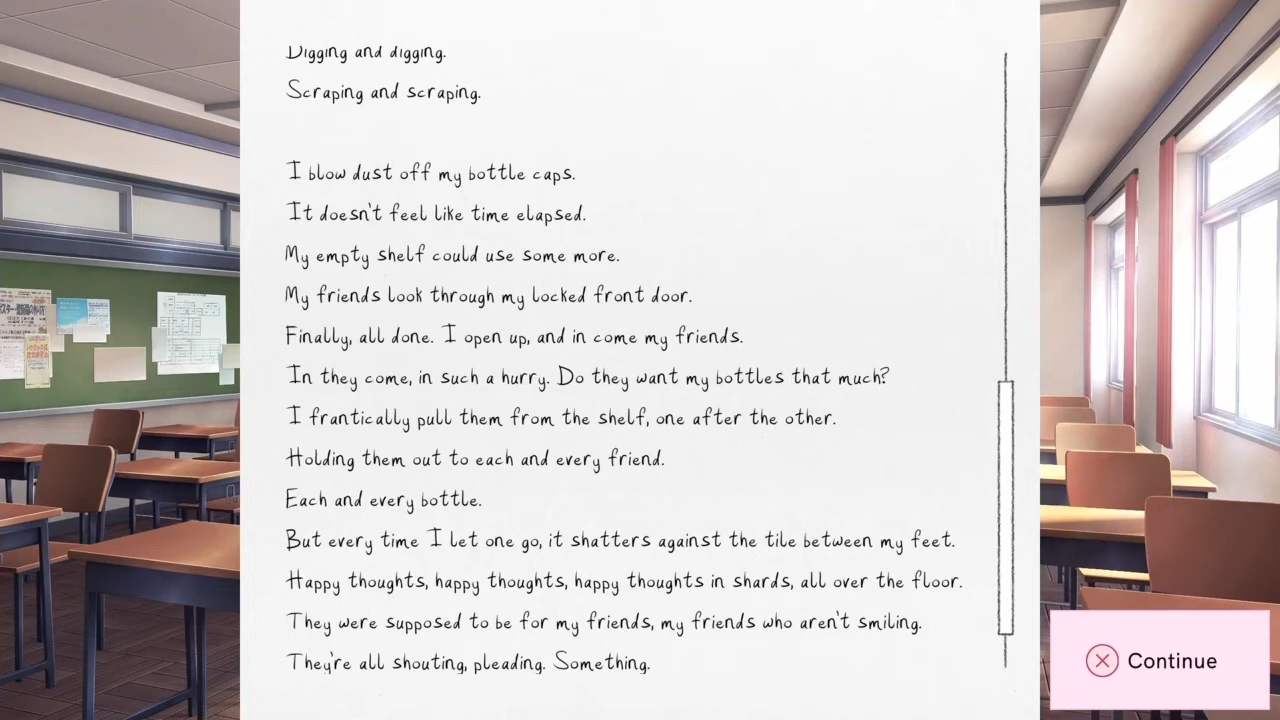 Digging and digging.
Scraping and scraping.
I blow dust off my bottle caps.
It doesn't feel like time elapsed.
My empty shelf could use some more.
My friends look through my locked front door.
Finally, all done. I open up, and in come my friends.
In they come, in such a hurry. Do they want my bottles that much?
I frantically pull them from the shelf, one after the other.
Holding them out to each and every friend.
Each and every bottle.
But every time I let one go, it shatters against the tile between my feet.
Happy thoughts, happy thoughts, happy thoughts in shards, all over the floor.
They were supposed to be for my friends, my friends who aren't smiling.
They're all shouting, pleading. Something.
Continue